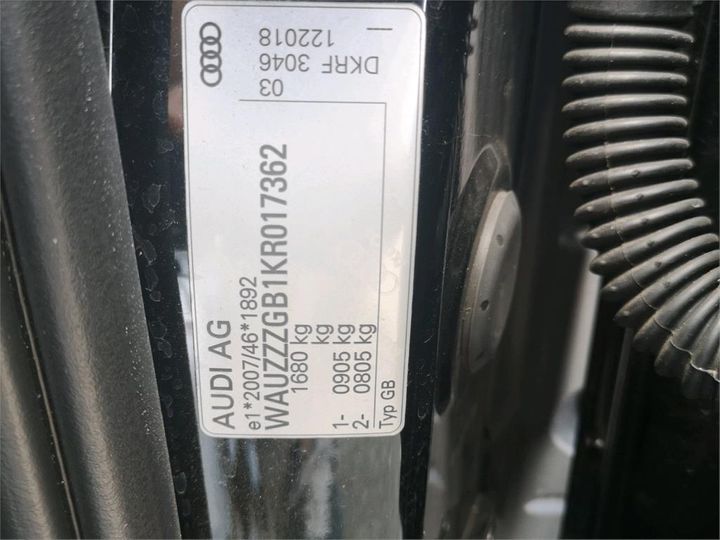 AUDI AG
e1*2007/46*1892
WAUZZZGB1KR017362
1680 kg
kg
1- 0905 kg
2- 0805 kg
Typ GB
03
DKRF 3046
122018